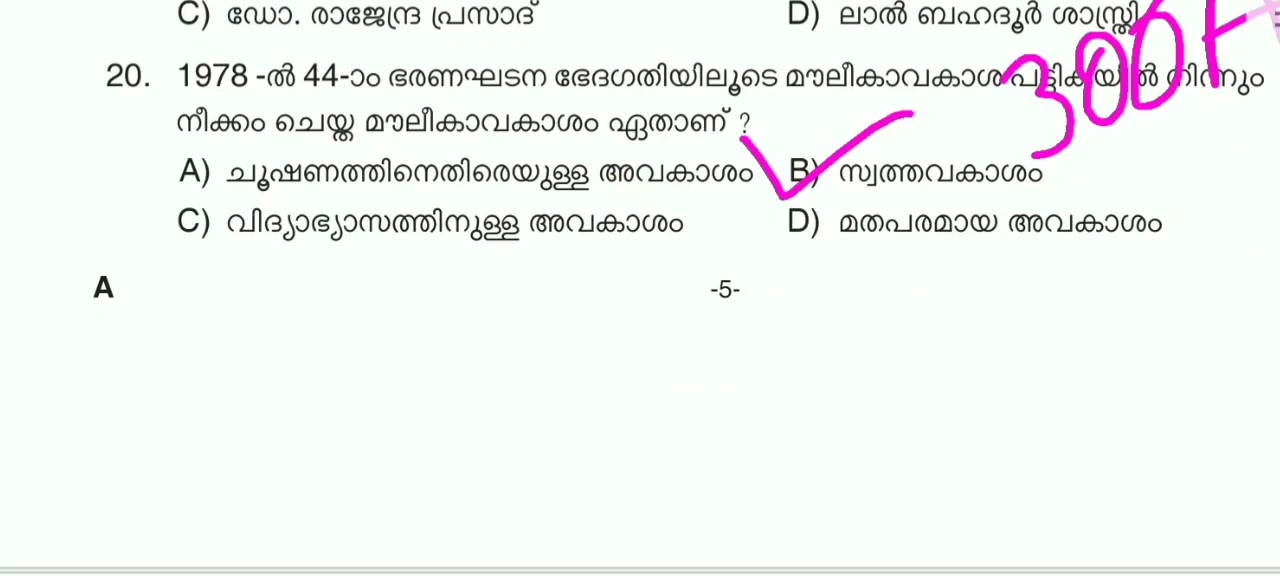 C) ഡോ. രാജേന്ദ്ര പ്രസാദ് D) ലാൽ ബഹദൂർ ശാസ്ത്രി
20. 1978 -ൽ 44-ാം ഭരണഘടന ഭേദഗതിയിലൂടെ മൗലീകാവകാശ പട്ടികയിൽ നിന്നും
നീക്കം ചെയ്ത മൗലീകാവകാശം ഏതാണ് ?
A) ചൂഷണത്തിനെതിരെയുള്ള അവകാശം B) സ്വത്തവകാശം
C) വിദ്യാഭ്യാസത്തിനുള്ള അവകാശം D) മതപരമായ അവകാശം
A -5-